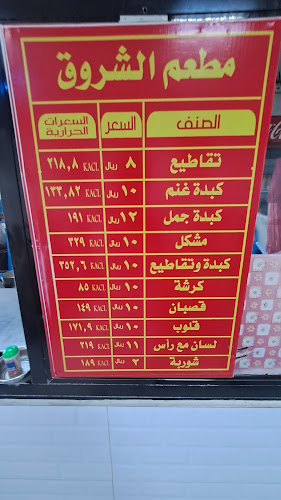 مطعم الشروق
الصنف السعر السعرات الحرارية
تقاطيع ٨ ريال ٢١٨,٨ KACL
كبدة غنم ١٠ ريال ١٣٣,٨٢ KACL
كبدة جمل ١٢ ريال ١٩١ KACL
مشكل ١٠ ريال ٣٢٩ KACL
كبدة وتقاطيع ١٠ ريال ٣٥٢,٦ KACL
كرشة ١٠ ريال ٨٥ KACL
قصبان ١٠ ريال ١٤٩ KACL
قلوب ١٠ ريال ١٧١,٩ KACL
لسان مع راس ١١ ريال ٢١٩ KACL
شوربة ٢ ريال ١٨٩ KACL